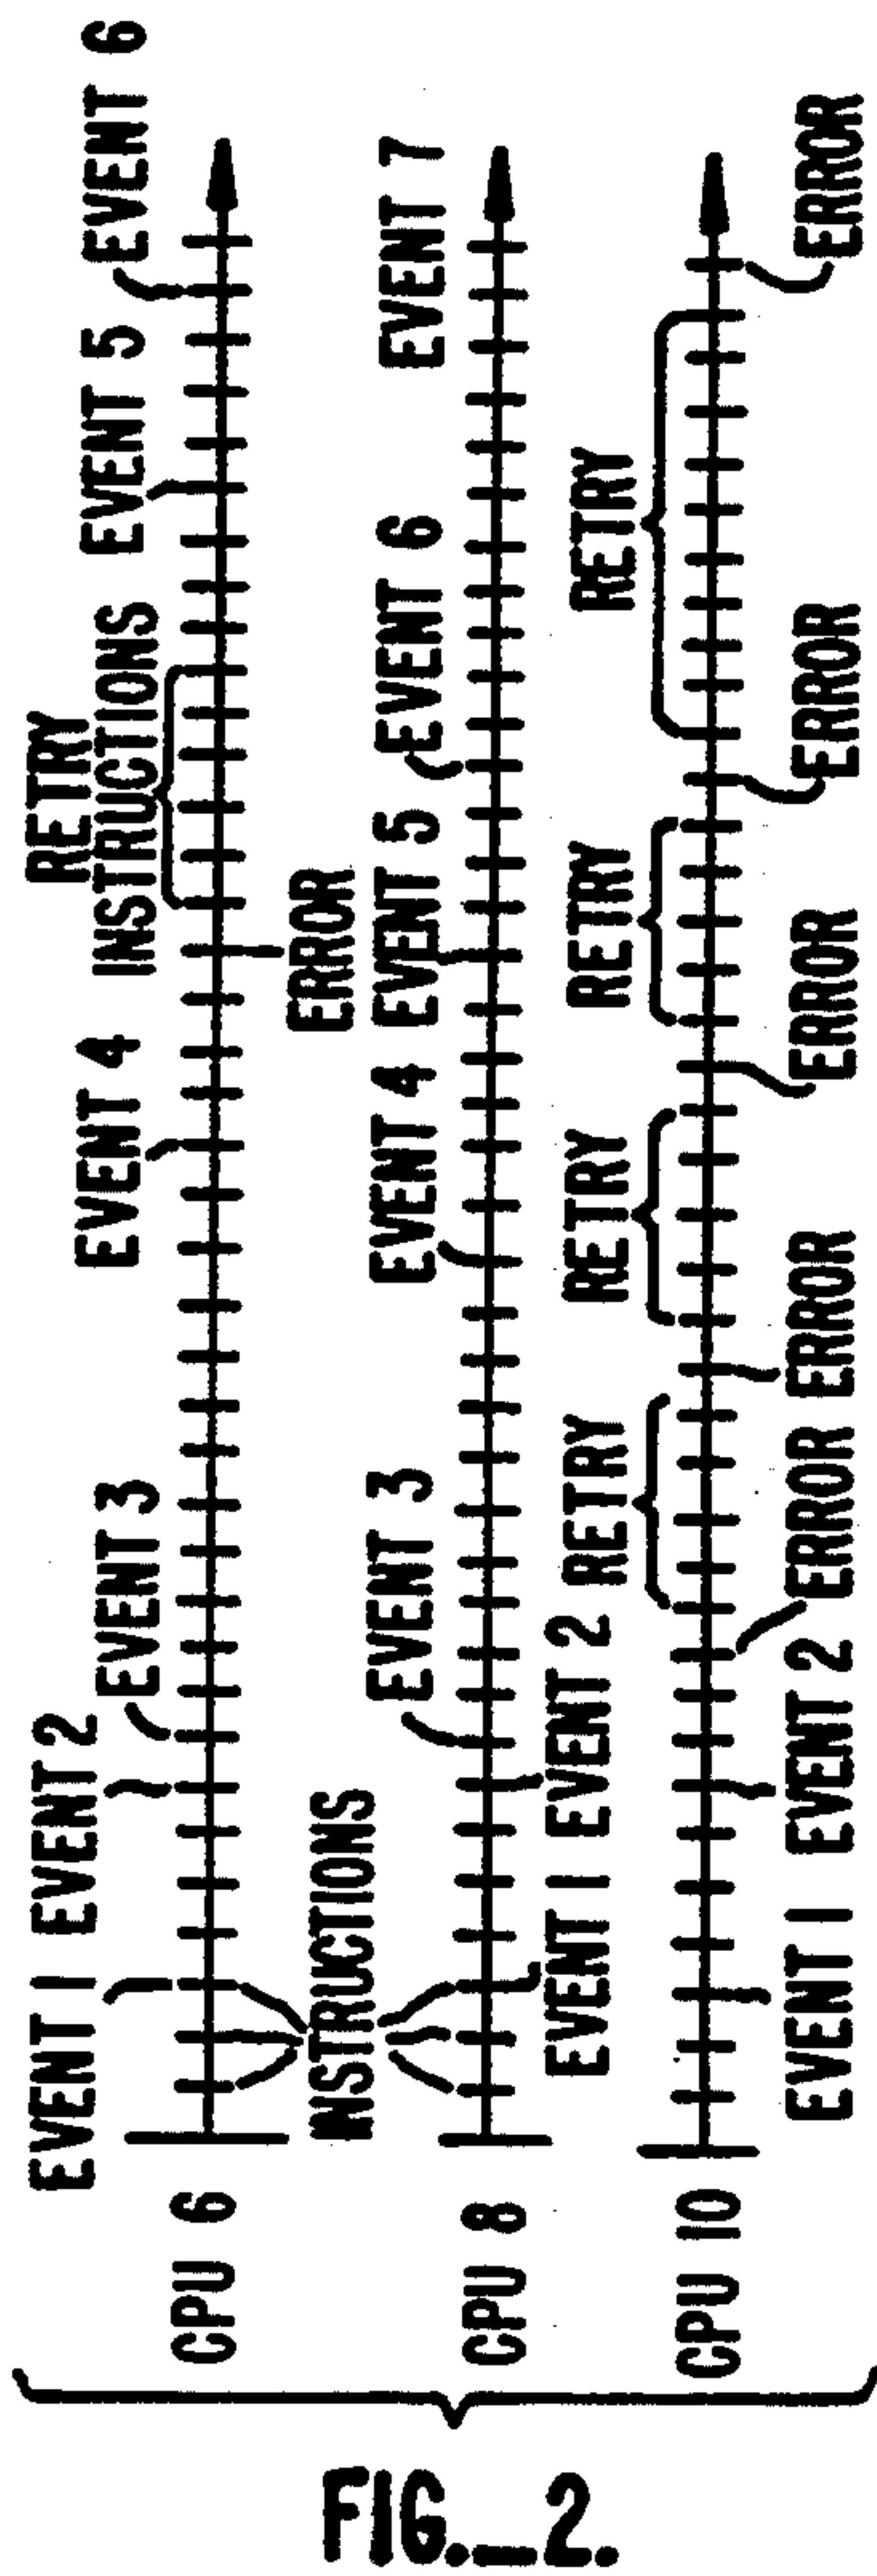 CPU 6
EVENT 1
EVENT 2
EVENT 3
EVENT 4
RETRY
INSTRUCTIONS
EVENT 5
EVENT 6
INSTRUCTIONS
ERROR
CPU 8
EVENT 3
EVENT 4
EVENT 5
EVENT 6
EVENT 7
EVENT 1
EVENT 2
CPU 10
RETRY
RETRY
RETRY
RETRY
EVENT 1
EVENT 2
ERROR
ERROR
ERROR
ERROR
ERROR
FIG._2.